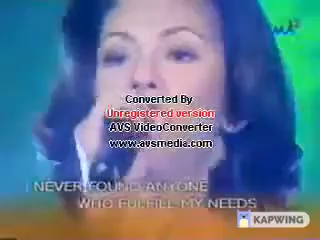 Converted By
Unregistered version
AVS VideoConverter
www.avsmedia.com
I NEVER FOUND ANYONE
WHO FULFILL MY NEEDS
KAPWING